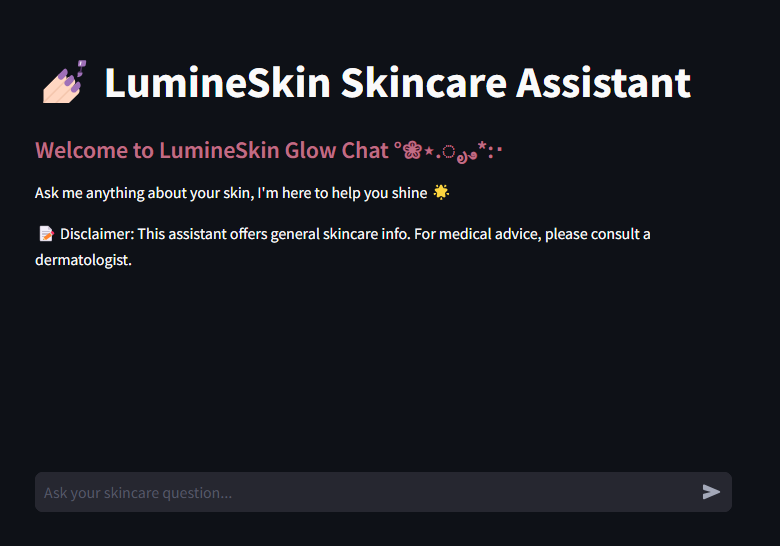 💅🏻 LumineSkin Skincare Assistant
Welcome to LumineSkin Glow Chat °❀⋆.ೃ࿔*:･
Ask me anything about your skin, I'm here to help you shine 🌟
📝 Disclaimer: This assistant offers general skincare info. For medical advice, please consult a
dermatologist.
Ask your skincare question...